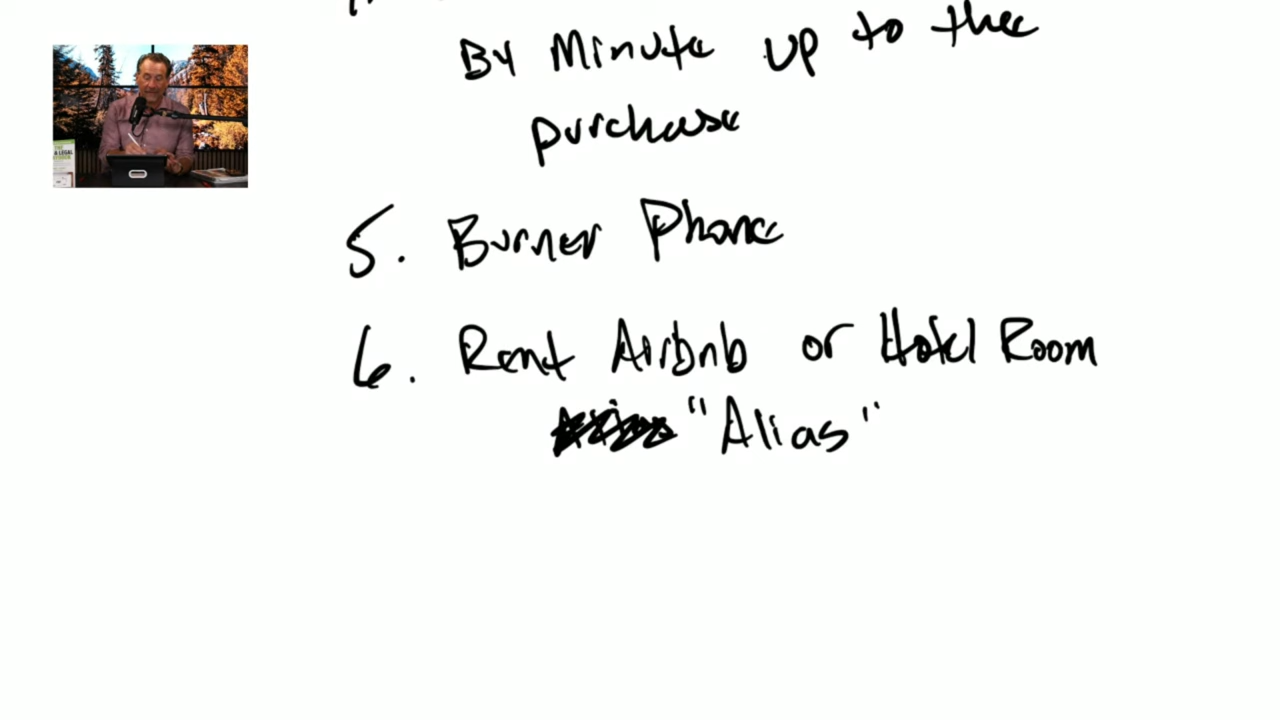 By Minute up to the
purchase
5. Burner Phone
6. Rent Airbnb or Hotel Room
"Alias"